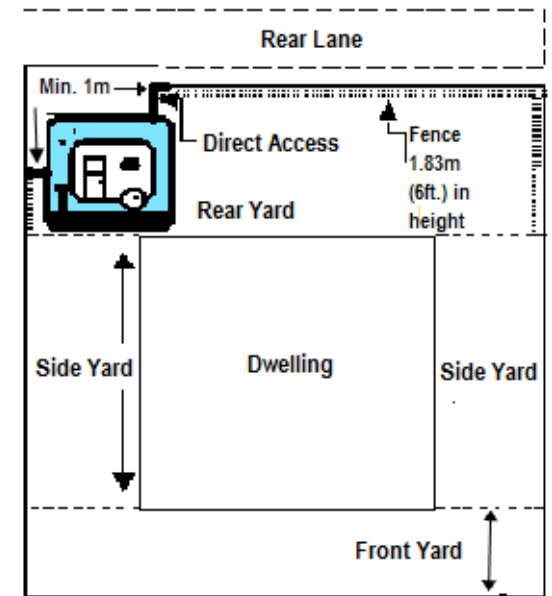 Rear Lane
Min. 1m
Direct Access
Fence
1.83m
(6ft.) in
height
Rear Yard
Side Yard
Dwelling
Side Yard
Front Yard